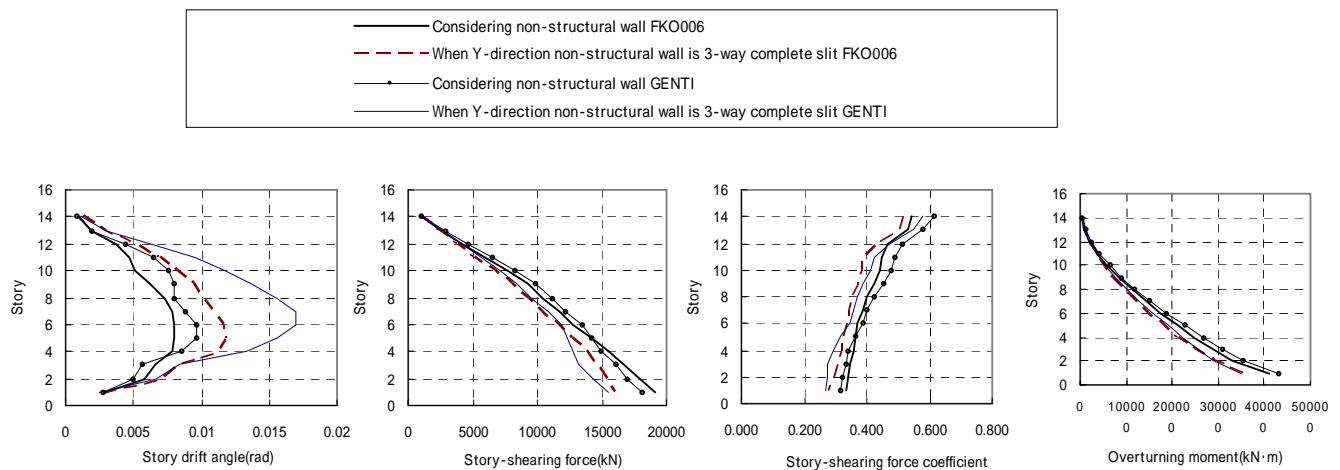 Considering non-structural wall FKO006
When Y-direction non-structural wall is 3-way complete slit FKO006
Considering non-structural wall GENTI
When Y-direction non-structural wall is 3-way complete slit GENTI
16
14
12
10
8
6
4
2
0
Story
0 0.005 0.01 0.015 0.02
Story drift angle(rad)
16
14
12
10
8
6
4
2
0
Story
0 5000 10000 15000 20000
Story-shearing force(kN)
16
14
12
10
8
6
4
2
0
Story
0.000 0.200 0.400 0.600 0.800
Story-shearing force coefficient
16
14
12
10
8
6
4
2
0
Story
0 10000 20000 30000 40000 50000
0 0 0 0 0
Overturning moment(kN·m)